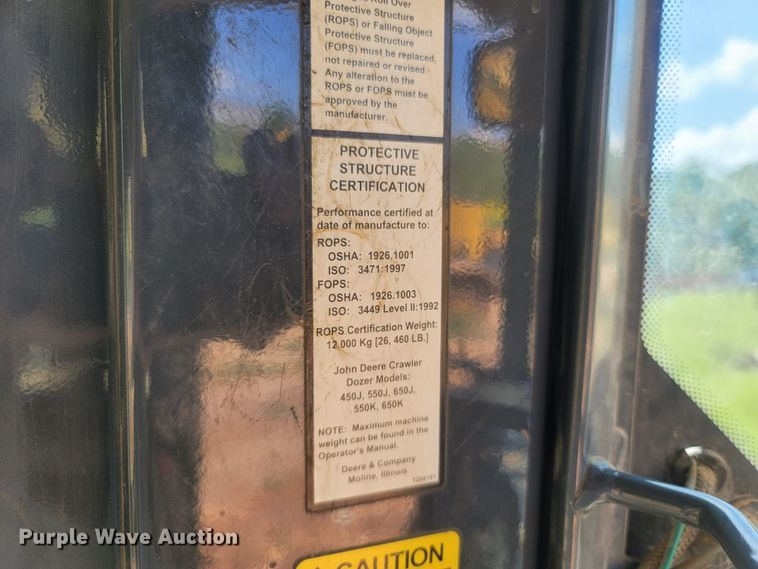 Roll Over
Protective Structure
(ROPS) or Falling Object
Protective Structure
(FOPS) must be replaced,
not repaired or revised.
Any alteration to the
ROPS or FOPS must be
approved by the
manufacturer.
PROTECTIVE
STRUCTURE
CERTIFICATION
Performance certified at
date of manufacture to:
ROPS:
OSHA: 1926.1001
ISO: 3471:1997
FOPS:
OSHA: 1926.1003
ISO: 3449 Level II:1992
ROPS Certification Weight:
12 000 Kg [26, 460 LB.]
John Deere Crawler
Dozer Models:
450J, 550J, 650J,
550K, 650K
NOTE: Maximum machine
weight can be found in the
Operator's Manual.
Deere & Company
Moline, Illinois
CAUTION
Purple Wave Auction®